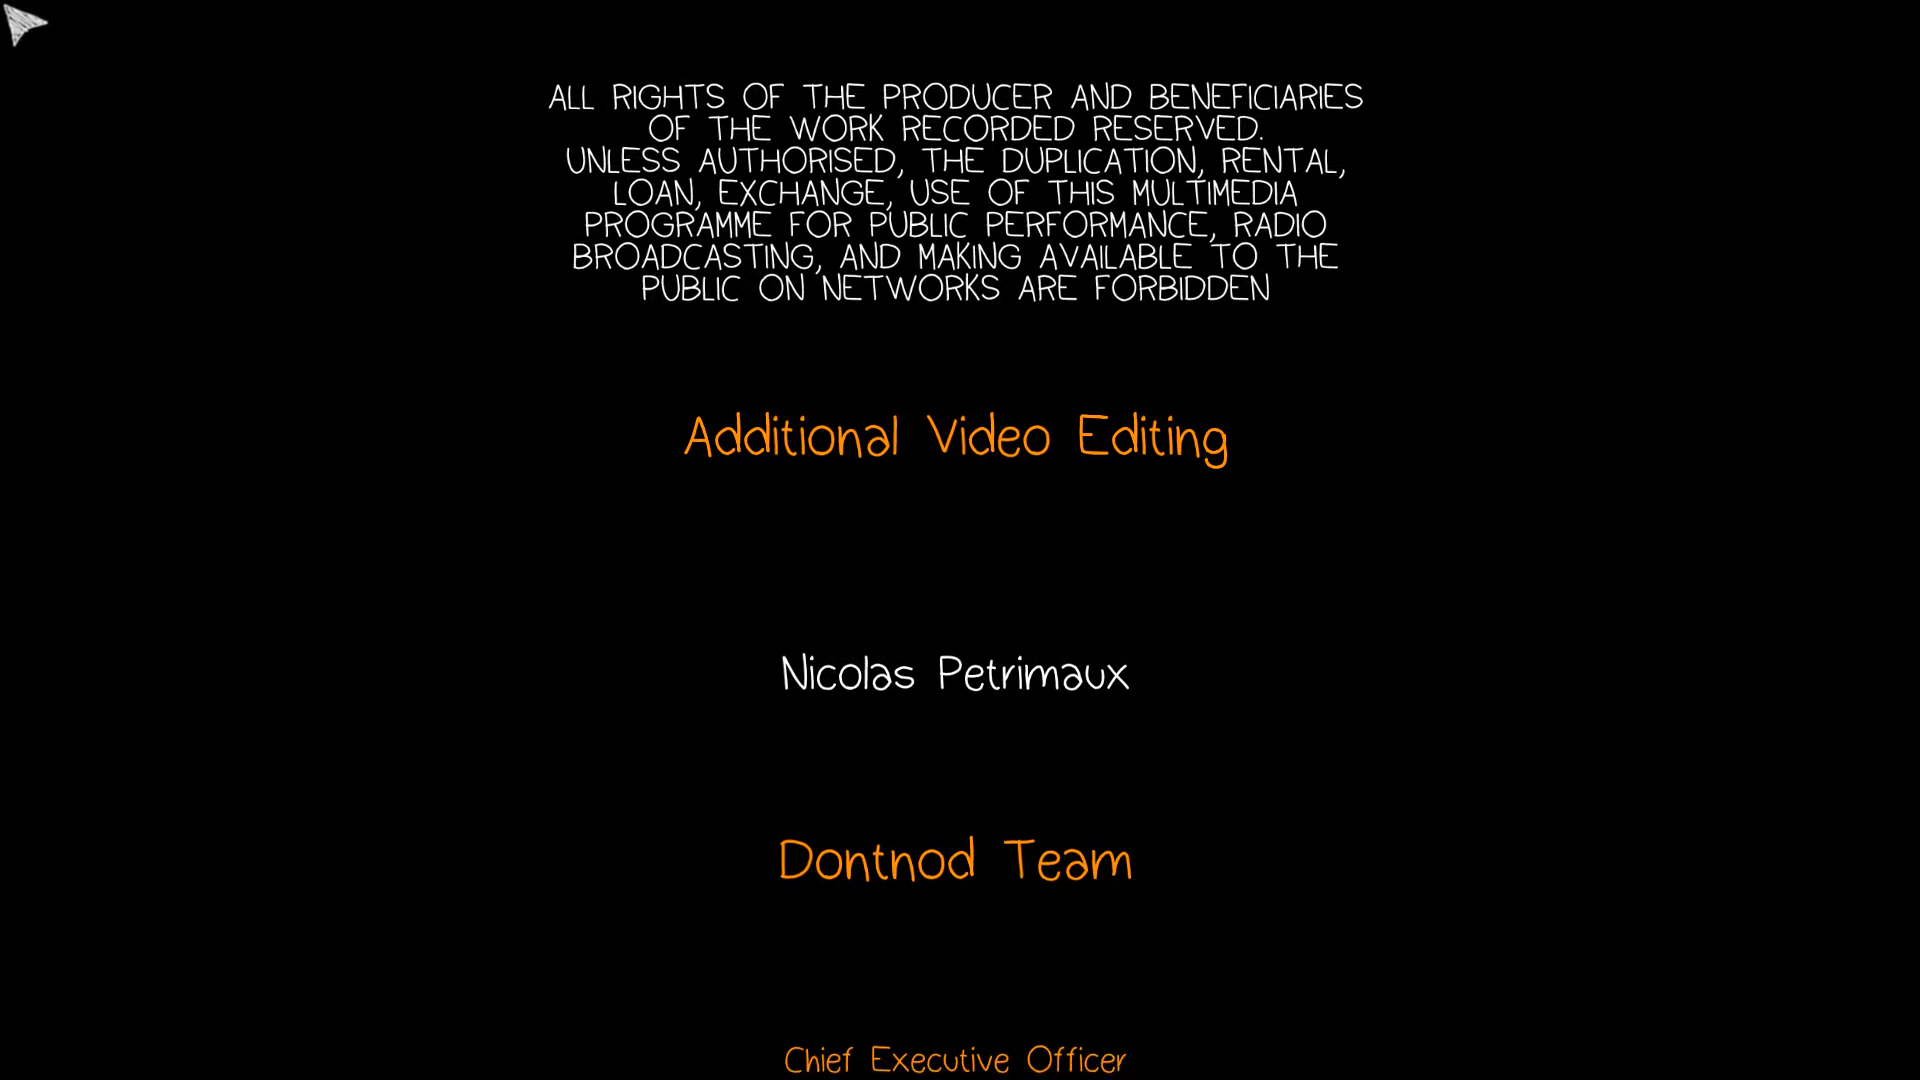 ALL RIGHTS OF THE PRODUCER AND BENEFICIARIES
OF THE WORK RECORDED RESERVED.
UNLESS AUTHORISED, THE DUPLICATION, RENTAL,
LOAN, EXCHANGE, USE OF THIS MULTIMEDIA
PROGRAMME FOR PUBLIC PERFORMANCE, RADIO
BROADCASTING, AND MAKING AVAILABLE TO THE
PUBLIC ON NETWORKS ARE FORBIDDEN
Additional Video Editing
Nicolas Petrimaux
Dontnod Team
Chief Executive Officer